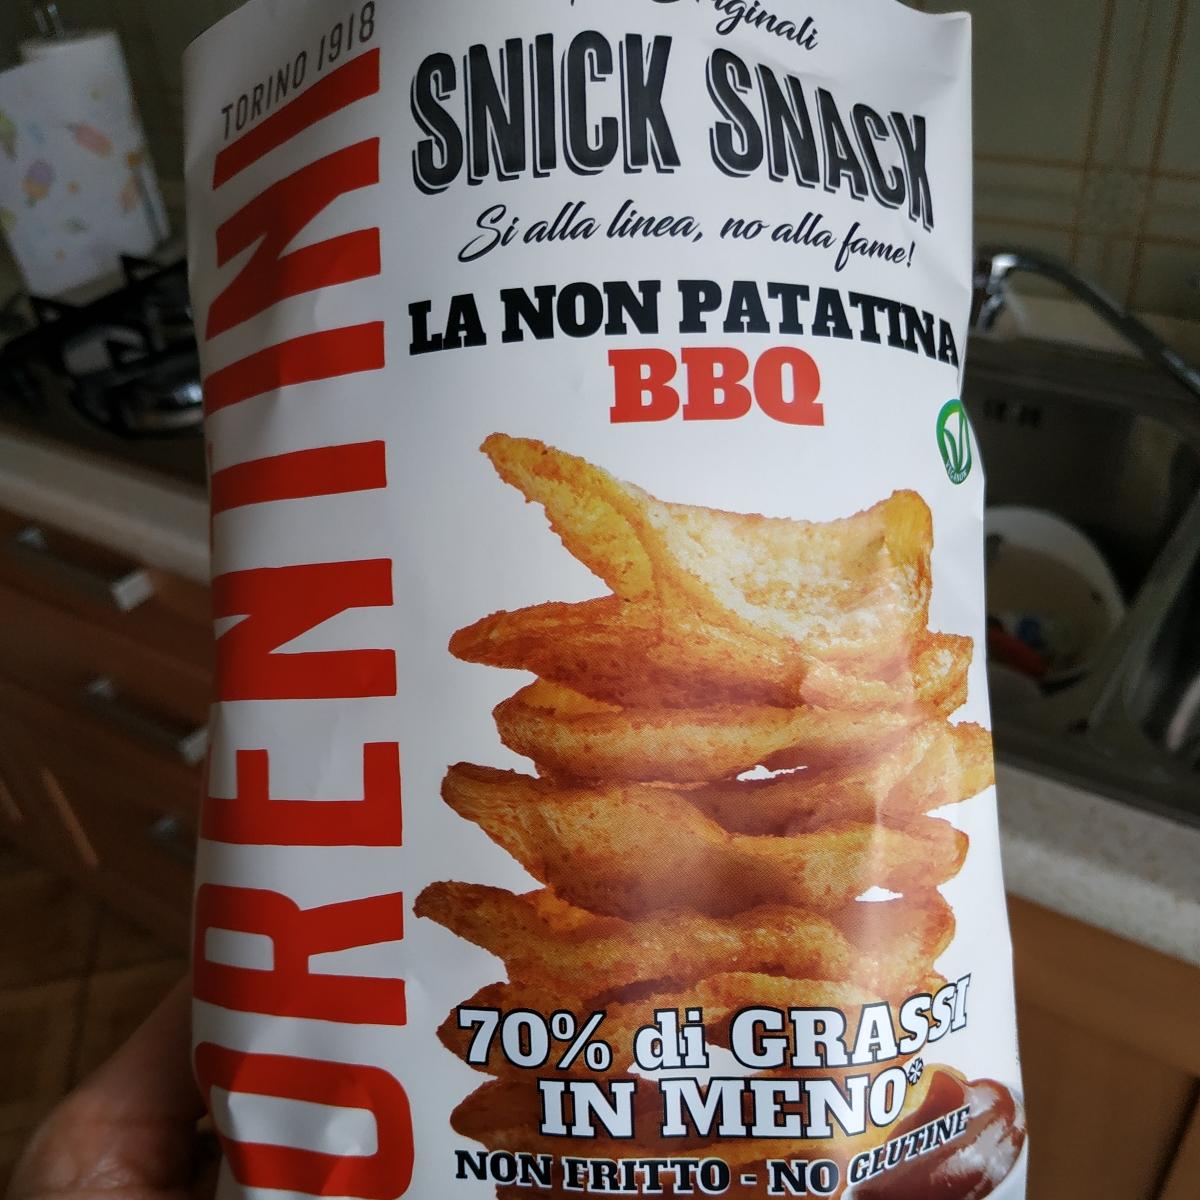 TORINO 1918
ORENTINI
SNICK SNACK
Si alla linea, no alla fame!
LA NON PATATINA
BBQ
70% di GRASSI
IN MENO*
NON FRITTO - NO GLUTINE